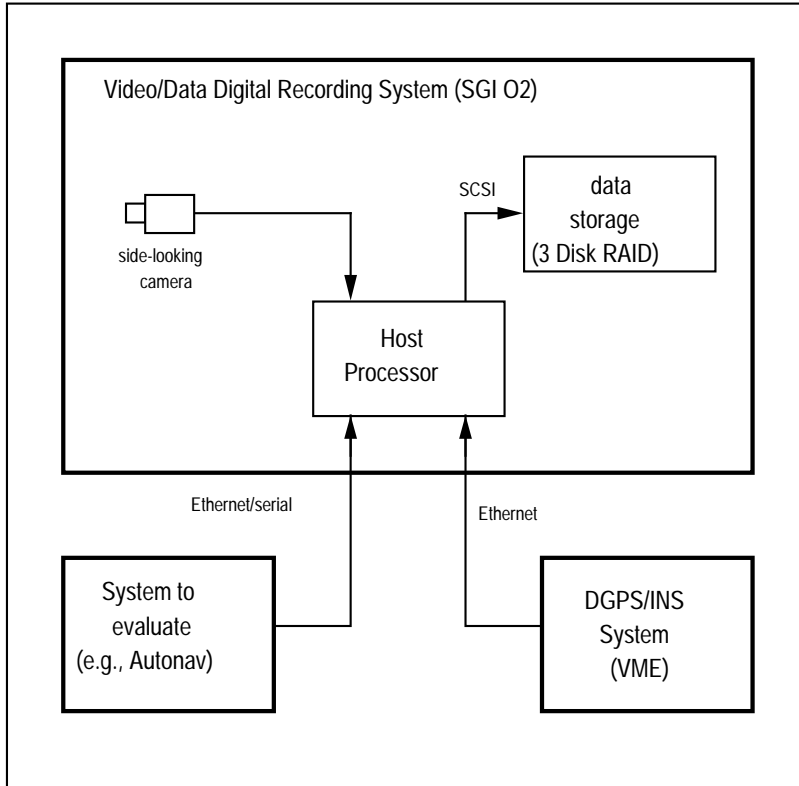 Video/Data Digital Recording System (SGI O2)
SCSI
data
storage
(3 Disk RAID)
side-looking
camera
Host
Processor
Ethernet/serial
Ethernet
System to
evaluate
(e.g., Autonav)
DGPS/INS
System
(VME)